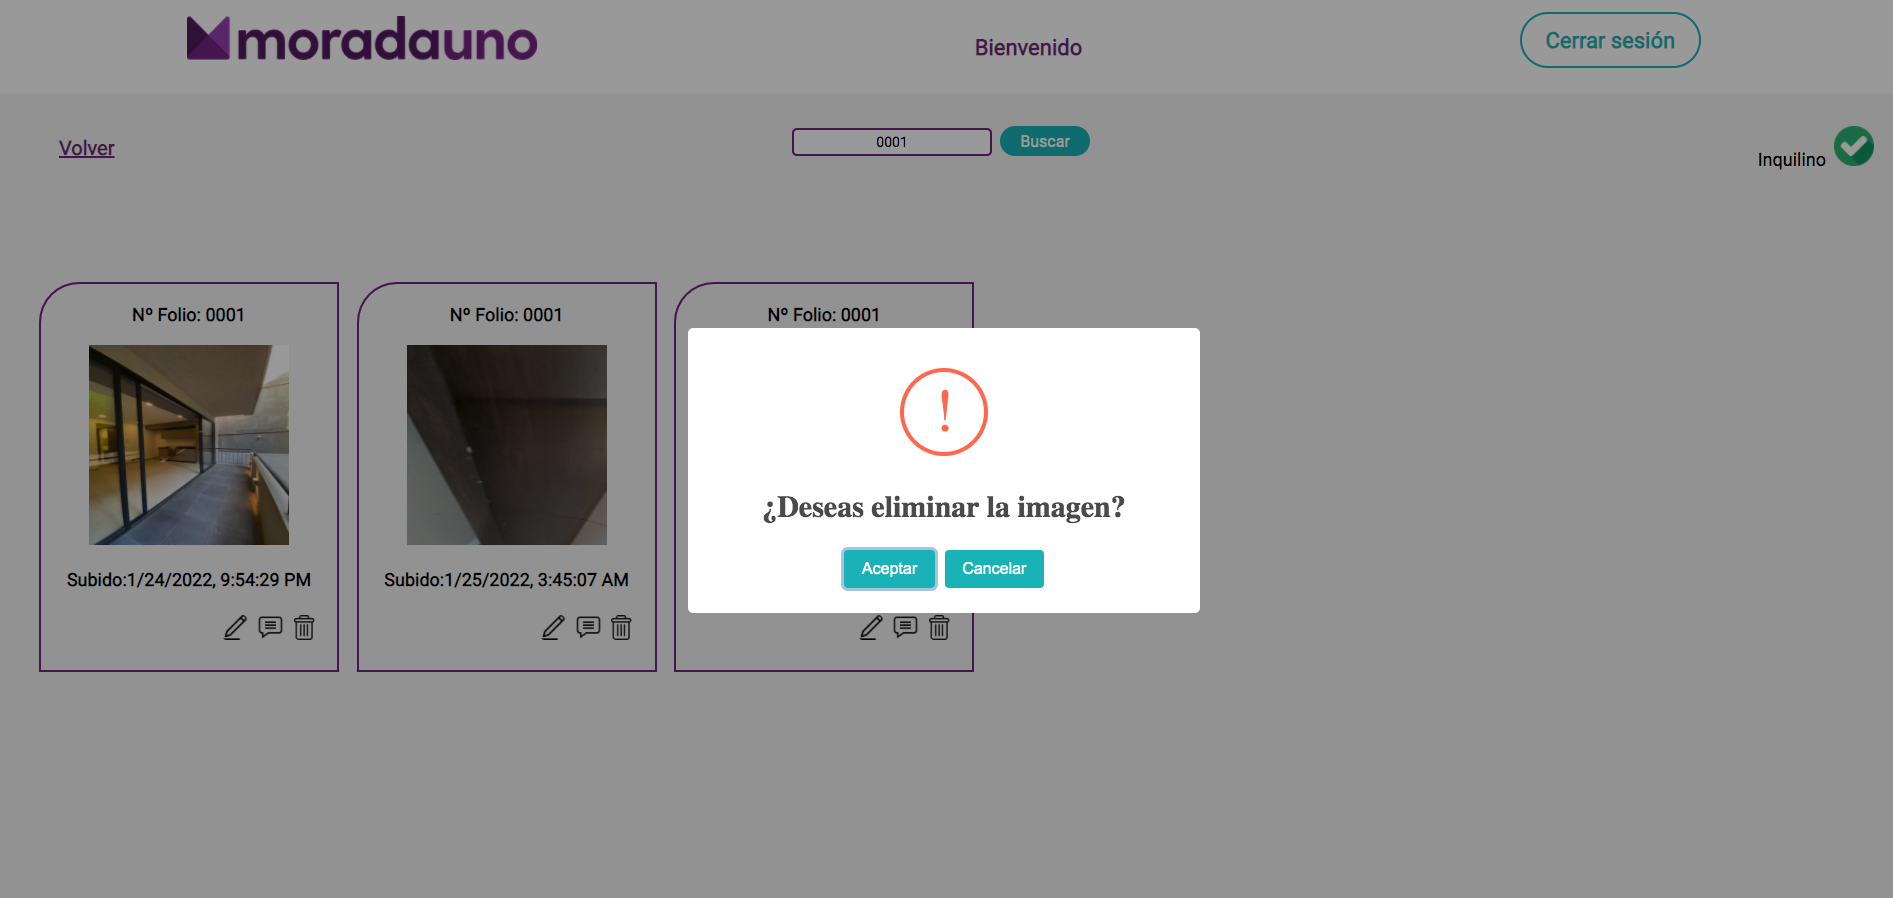 moradauno
Bienvenido
Cerrar sesión
Volver
0001
Buscar
Inquilino
Nº Folio: 0001
Nº Folio: 0001
Nº Folio: 0001
!
¿Deseas eliminar la imagen?
Aceptar
Cancelar
Subido:1/24/2022, 9:54:29 PM
Subido:1/25/2022, 3:45:07 AM